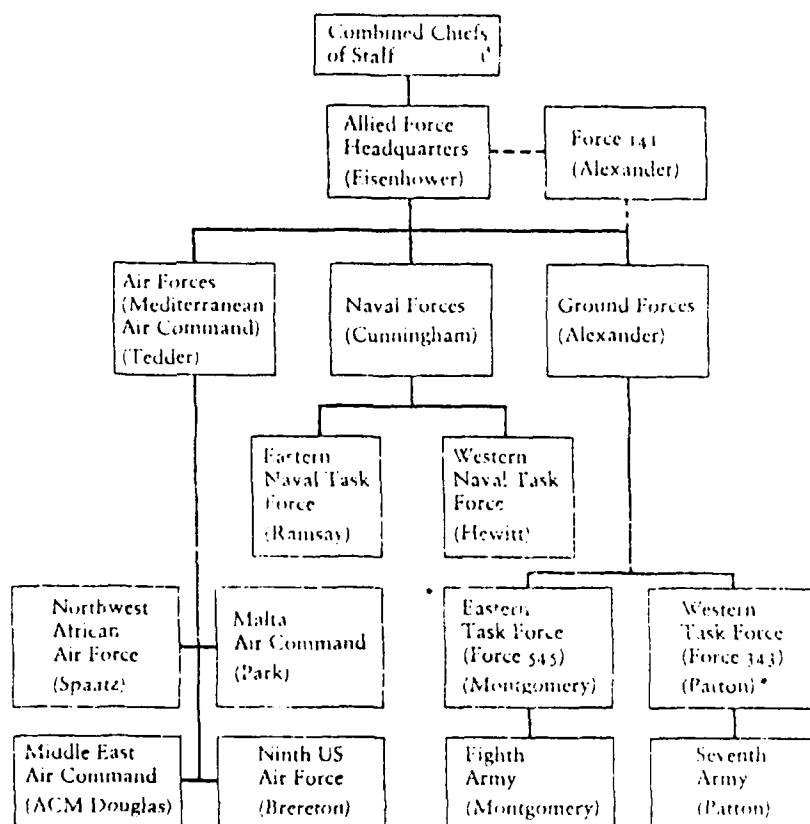 Combined Chiefs
of Staff
Allied Force
Headquarters
(Eisenhower)
Force 141
(Alexander)
Air Forces
(Mediterranean
Air Command)
(Tedder)
Naval Forces
(Cunningham)
Ground Forces
(Alexander)
Eastern
Naval Task
Force
(Ramsay)
Western
Naval Task
Force
(Hewitt)
Northwest
African
Air Force
(Spaatz)
Malta
Air Command
(Park)
Eastern
Task Force
(Force 545)
(Montgomery)
Western
Task Force
(Force 343)
(Patton)
Middle East
Air Command
(ACM Douglas)
Ninth US
Air Force
(Brereton)
Eighth
Army
(Montgomery)
Seventh
Army
(Patton)